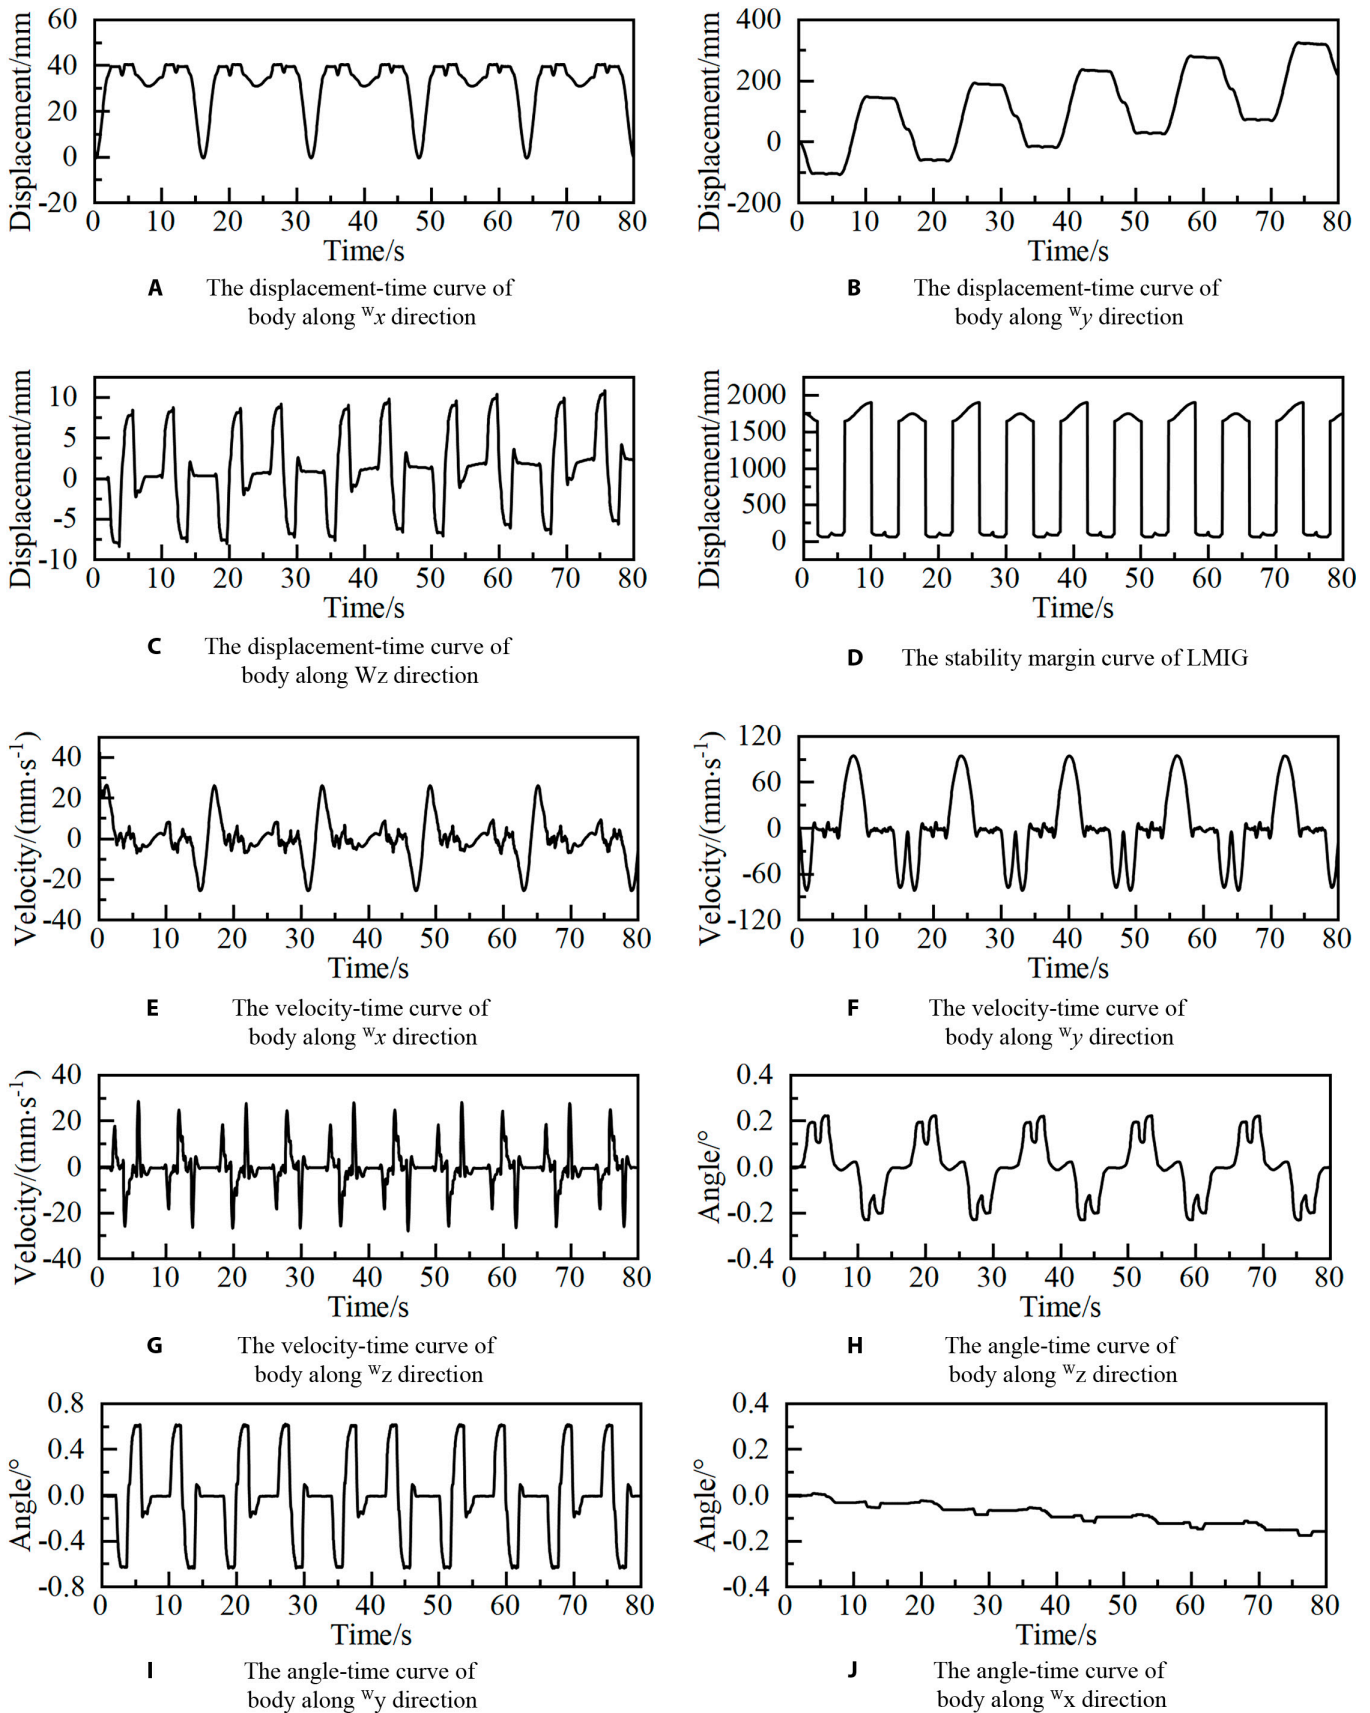 60
40
20
0
-20
Displacement/mm
0 10 20 30 40 50 60 70 80
Time/s
A The displacement-time curve of
body along ᵂx direction
400
200
0
-200
Displacement/mm
0 10 20 30 40 50 60 70 80
Time/s
B The displacement-time curve of
body along ᵂy direction
10
5
0
-5
-10
Displacement/mm
0 10 20 30 40 50 60 70 80
Time/s
C The displacement-time curve of
body along Wz direction
2000
1500
1000
500
0
Displacement/mm
0 10 20 30 40 50 60 70 80
Time/s
D The stability margin curve of LMIG
40
20
0
-20
-40
Velocity/(mm·s⁻¹)
0 10 20 30 40 50 60 70 80
Time/s
E The velocity-time curve of
body along ᵂx direction
120
60
0
-60
-120
Velocity/(mm·s⁻¹)
0 10 20 30 40 50 60 70 80
Time/s
F The velocity-time curve of
body along ᵂy direction
40
20
0
-20
-40
Velocity/(mm·s⁻¹)
0 10 20 30 40 50 60 70 80
Time/s
G The velocity-time curve of
body along ᵂz direction
0.4
0.2
0.0
-0.2
-0.4
Angle/°
0 10 20 30 40 50 60 70 80
Time/s
H The angle-time curve of
body along ᵂz direction
0.8
0.4
0.0
-0.4
-0.8
Angle/°
0 10 20 30 40 50 60 70 80
Time/s
I The angle-time curve of
body along ᵂy direction
0.4
0.2
0.0
-0.2
-0.4
Angle/°
0 10 20 30 40 50 60 70 80
Time/s
J The angle-time curve of
body along ᵂx direction